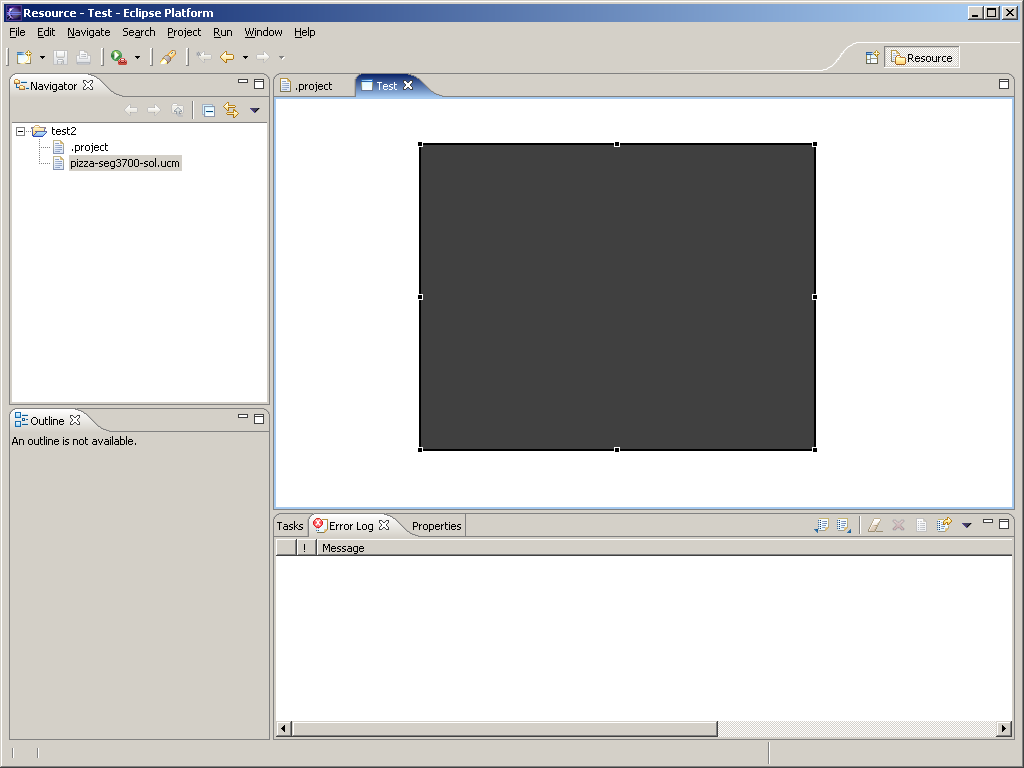 Resource - Test - Eclipse Platform
File Edit Navigate Search Project Run Window Help
Resource
Navigator
.project Test
test2
.project
pizza-seg3700-sol.ucm
Outline
An outline is not available.
Tasks Error Log Properties
! Message